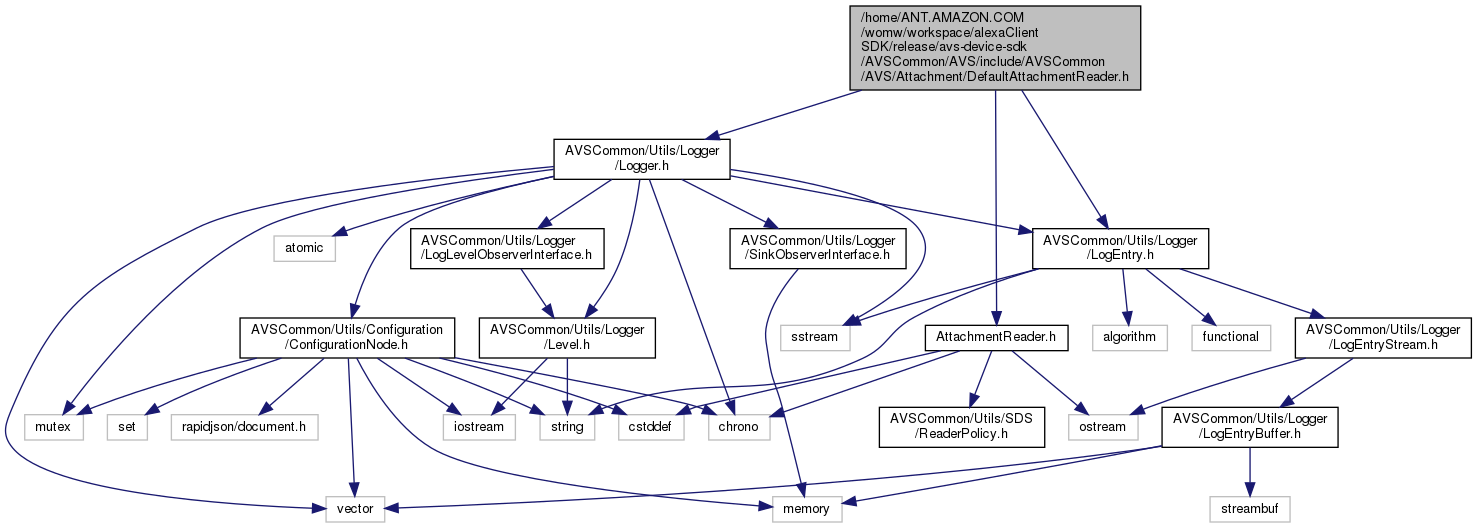 /home/ANT.AMAZON.COM
/womw/workspace/alexaClient
SDK/release/avs-device-sdk
/AVSCommon/AVS/include/AVSCommon
/AVS/Attachment/DefaultAttachmentReader.h
AVSCommon/Utils/Logger
/Logger.h
atomic
AVSCommon/Utils/Logger
/LogLevelObserverInterface.h
AVSCommon/Utils/Logger
/SinkObserverInterface.h
AVSCommon/Utils/Logger
/LogEntry.h
AVSCommon/Utils/Configuration
/ConfigurationNode.h
AVSCommon/Utils/Logger
/Level.h
sstream
AttachmentReader.h
algorithm
functional
AVSCommon/Utils/Logger
/LogEntryStream.h
mutex
set
rapidjson/document.h
iostream
string
cstddef
chrono
AVSCommon/Utils/SDS
/ReaderPolicy.h
ostream
AVSCommon/Utils/Logger
/LogEntryBuffer.h
vector
memory
streambuf